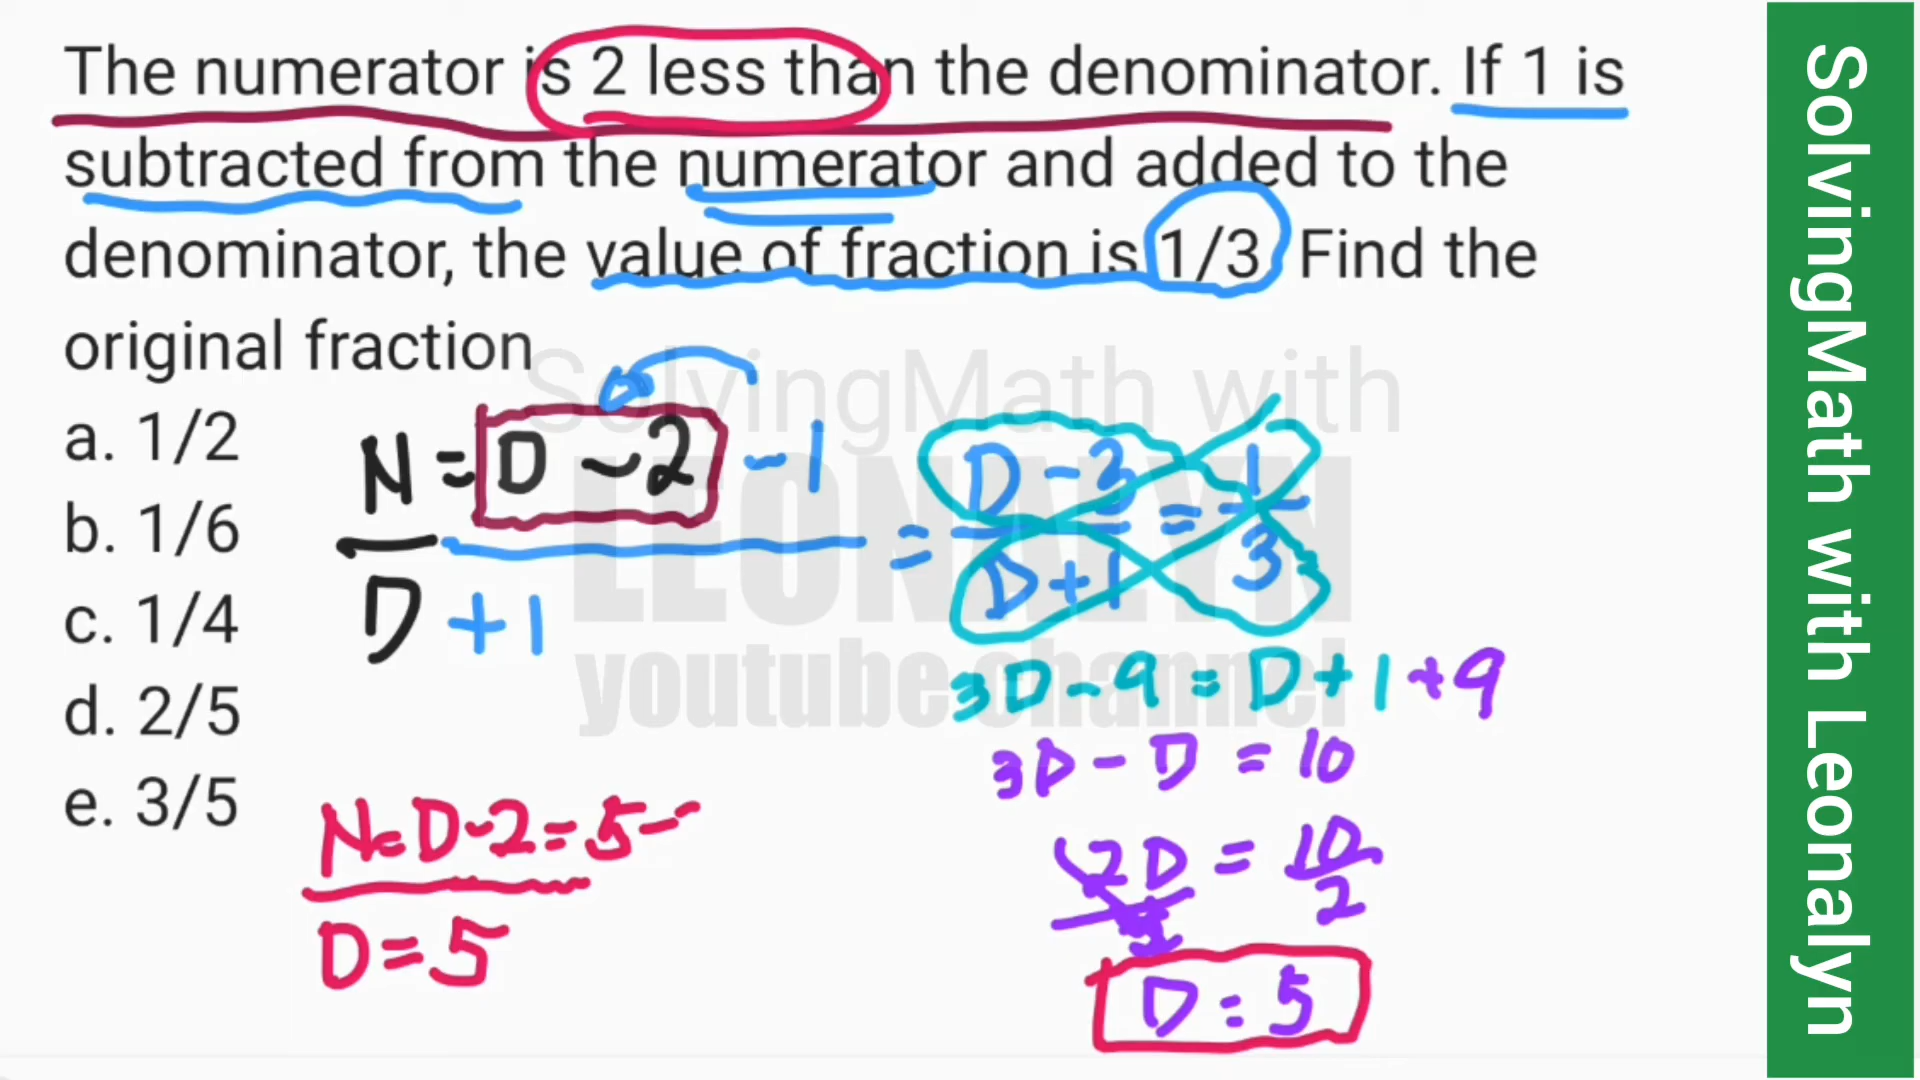 The numerator is 2 less than the denominator. If 1 is
subtracted from the numerator and added to the
denominator, the value of fraction is 1/3 Find the
original fraction
a. 1/2
b. 1/6
c. 1/4
d. 2/5
e. 3/5
N = D - 2 - 1
D + 1
= D - 3 = 1
D + 1 3
3D - 9 = D + 1 + 9
3D - D = 10
2D = 10
2
D = 5
N = D - 2 = 5 -
D = 5
SolvingMath with
LEONALYN
youtube channel
SolvingMath with Leonalyn